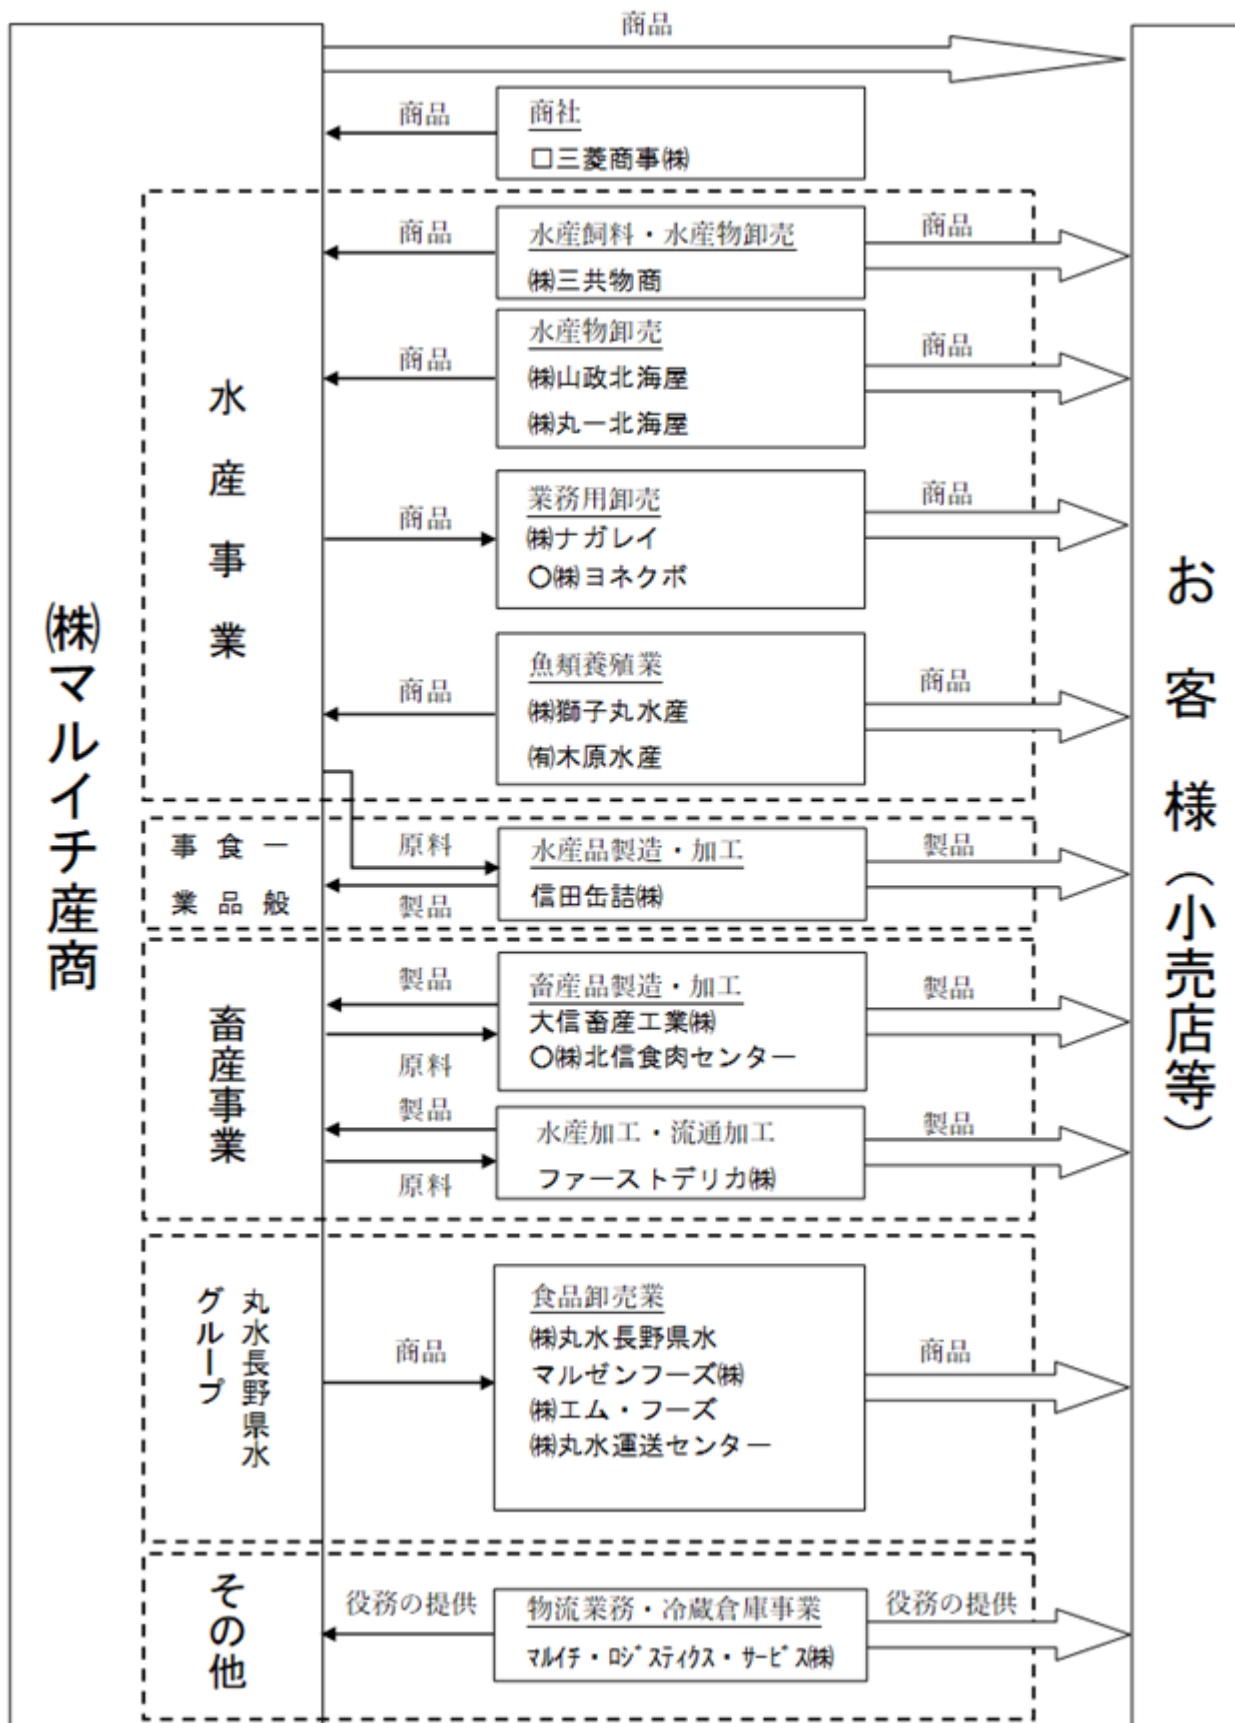 商品
㈱マルイチ産商
お客様（小売店等）
商品
商社
□三菱商事㈱
水産事業
商品
水産飼料・水産物卸売
㈱三共物商
商品
商品
水産物卸売
㈱山政北海屋
㈱丸一北海屋
商品
商品
業務用卸売
㈱ナガレイ
○㈱ヨネクボ
商品
商品
魚類養殖業
㈱獅子丸水産
㈲木原水産
商品
一般
食品
事業
原料
製品
水産品製造・加工
信田缶詰㈱
製品
畜産事業
製品
原料
畜産品製造・加工
大信畜産工業㈱
○㈱北信食肉センター
製品
製品
原料
水産加工・流通加工
ファーストデリカ㈱
製品
丸水長野県水
グループ
商品
食品卸売業
㈱丸水長野県水
マルゼンフーズ㈱
㈱エム・フーズ
㈱丸水運送センター
商品
その他
役務の提供
物流業務・冷蔵倉庫事業
ﾏﾙｲﾁ・ﾛｼﾞｽﾃｨｸｽ・ｻｰﾋﾞｽ㈱
役務の提供